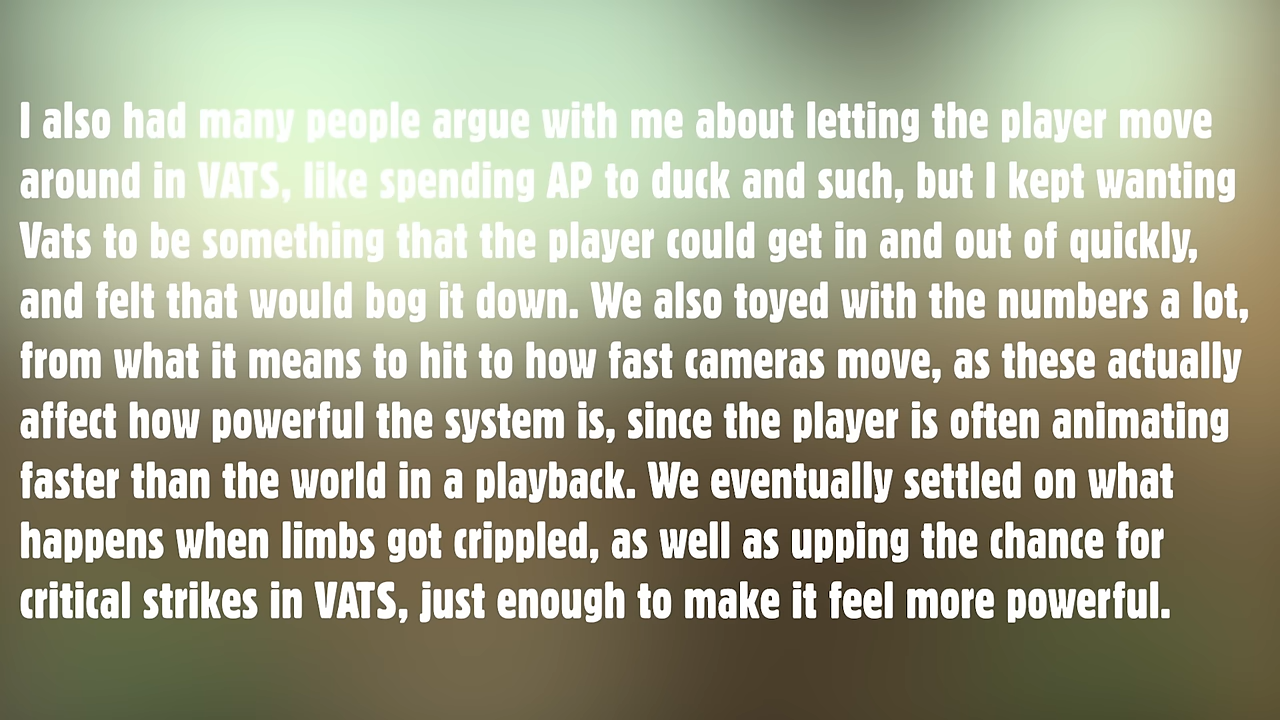 I also had many people argue with me about letting the player move
around in VATS, like spending AP to duck and such, but I kept wanting
Vats to be something that the player could get in and out of quickly,
and felt that would bog it down. We also toyed with the numbers a lot,
from what it means to hit to how fast cameras move, as these actually
affect how powerful the system is, since the player is often animating
faster than the world in a playback. We eventually settled on what
happens when limbs got crippled, as well as upping the chance for
critical strikes in VATS, just enough to make it feel more powerful.